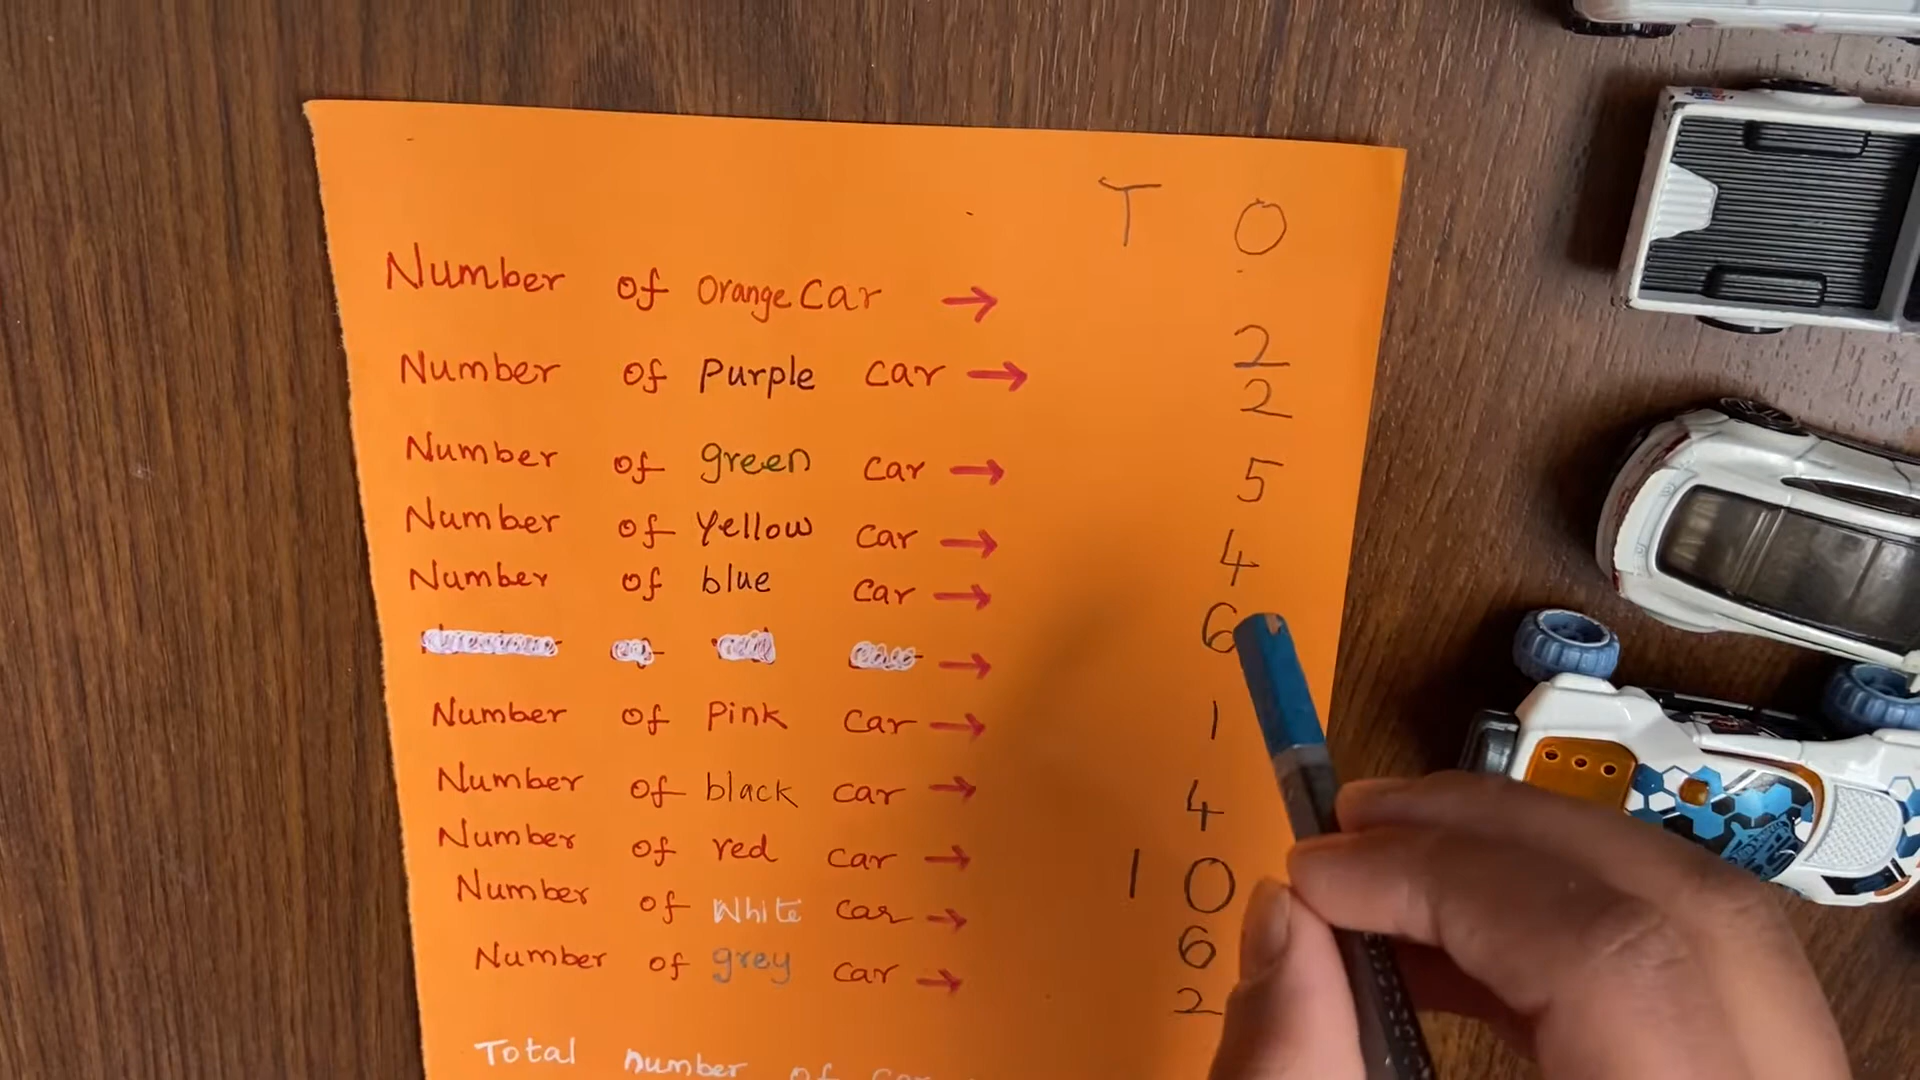 T O
Number of Orange Car → 2
Number of Purple car → 2
Number of green car → 5
Number of Yellow car → 4
Number of blue car → 6
→
Number of Pink car → 1
Number of black car → 4
Number of red car → 10
Number of White car → 6
Number of grey car → 2
Total number of